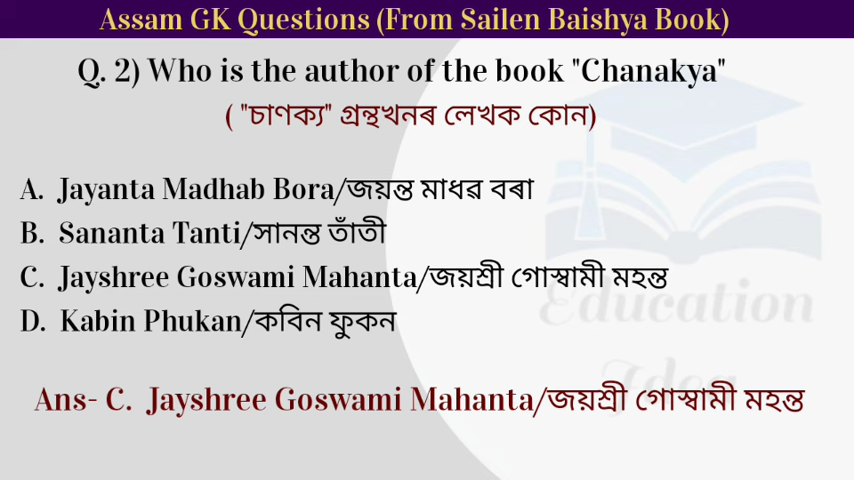 Assam GK Questions (From Sailen Baishya Book)
Q. 2) Who is the author of the book "Chanakya"
( "চাণক্য" গ্ৰন্থখনৰ লেখক কোন)
A. Jayanta Madhab Bora/জয়ন্ত মাধৱ বৰা
B. Sananta Tanti/সানন্ত তাঁতী
C. Jayshree Goswami Mahanta/জয়শ্ৰী গোস্বামী মহন্ত
D. Kabin Phukan/কবিন ফুকন
Education
Idea
Ans- C. Jayshree Goswami Mahanta/জয়শ্ৰী গোস্বামী মহন্ত